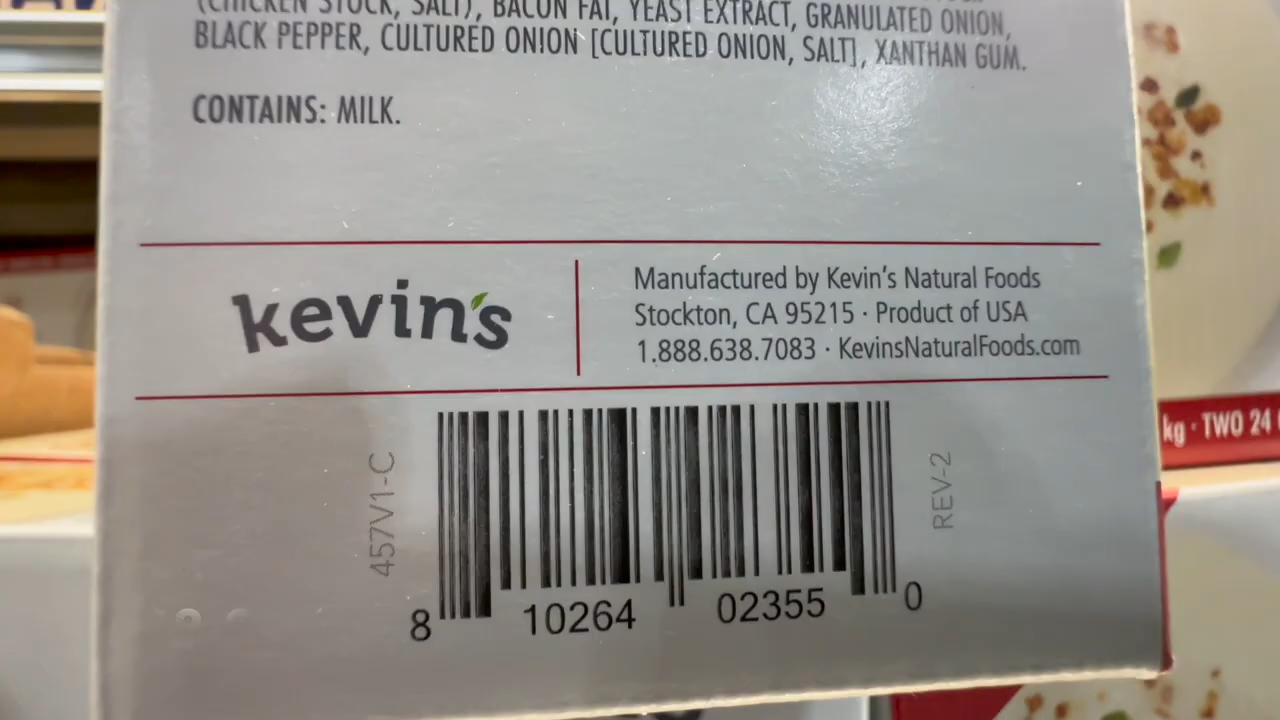 (CHICKEN STOCK, SALT), BACON FAT, YEAST EXTRACT, GRANULATED ONION,
BLACK PEPPER, CULTURED ONION [CULTURED ONION, SALT], XANTHAN GUM.
CONTAINS: MILK.
kevin's
Manufactured by Kevin's Natural Foods
Stockton, CA 95215 · Product of USA
1.888.638.7083 · KevinsNaturalFoods.com
457V1-C
REV-2
8 10264 02355 0
kg · TWO 24